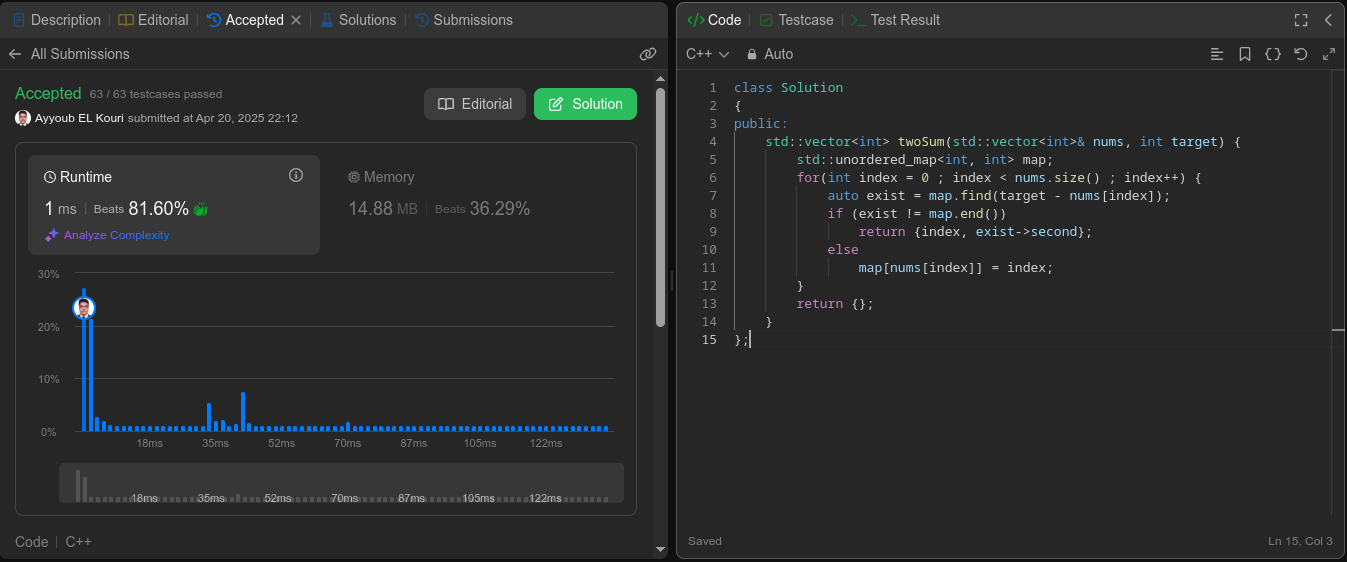 Description | Editorial | Accepted | Solutions | Submissions
All Submissions
Accepted 63 / 63 testcases passed
Ayyoub EL Kouri submitted at Apr 20, 2025 22:12
Editorial
Solution
Runtime
1 ms | Beats 81.60%
Analyze Complexity
Memory
14.88 MB | Beats 36.29%
30%
20%
10%
0%
18ms 35ms 52ms 70ms 87ms 105ms 122ms
18ms 35ms 52ms 70ms 87ms 105ms 122ms
Code | C++
</> Code | Testcase | >_ Test Result
C++ Auto
1 class Solution
2 {
3 public:
4     std::vector<int> twoSum(std::vector<int>& nums, int target) {
5         std::unordered_map<int, int> map;
6         for(int index = 0 ; index < nums.size() ; index++) {
7             auto exist = map.find(target - nums[index]);
8             if (exist != map.end())
9                 return {index, exist->second};
10             else
11                 map[nums[index]] = index;
12         }
13         return {};
14     }
15 };
Saved
Ln 15, Col 3